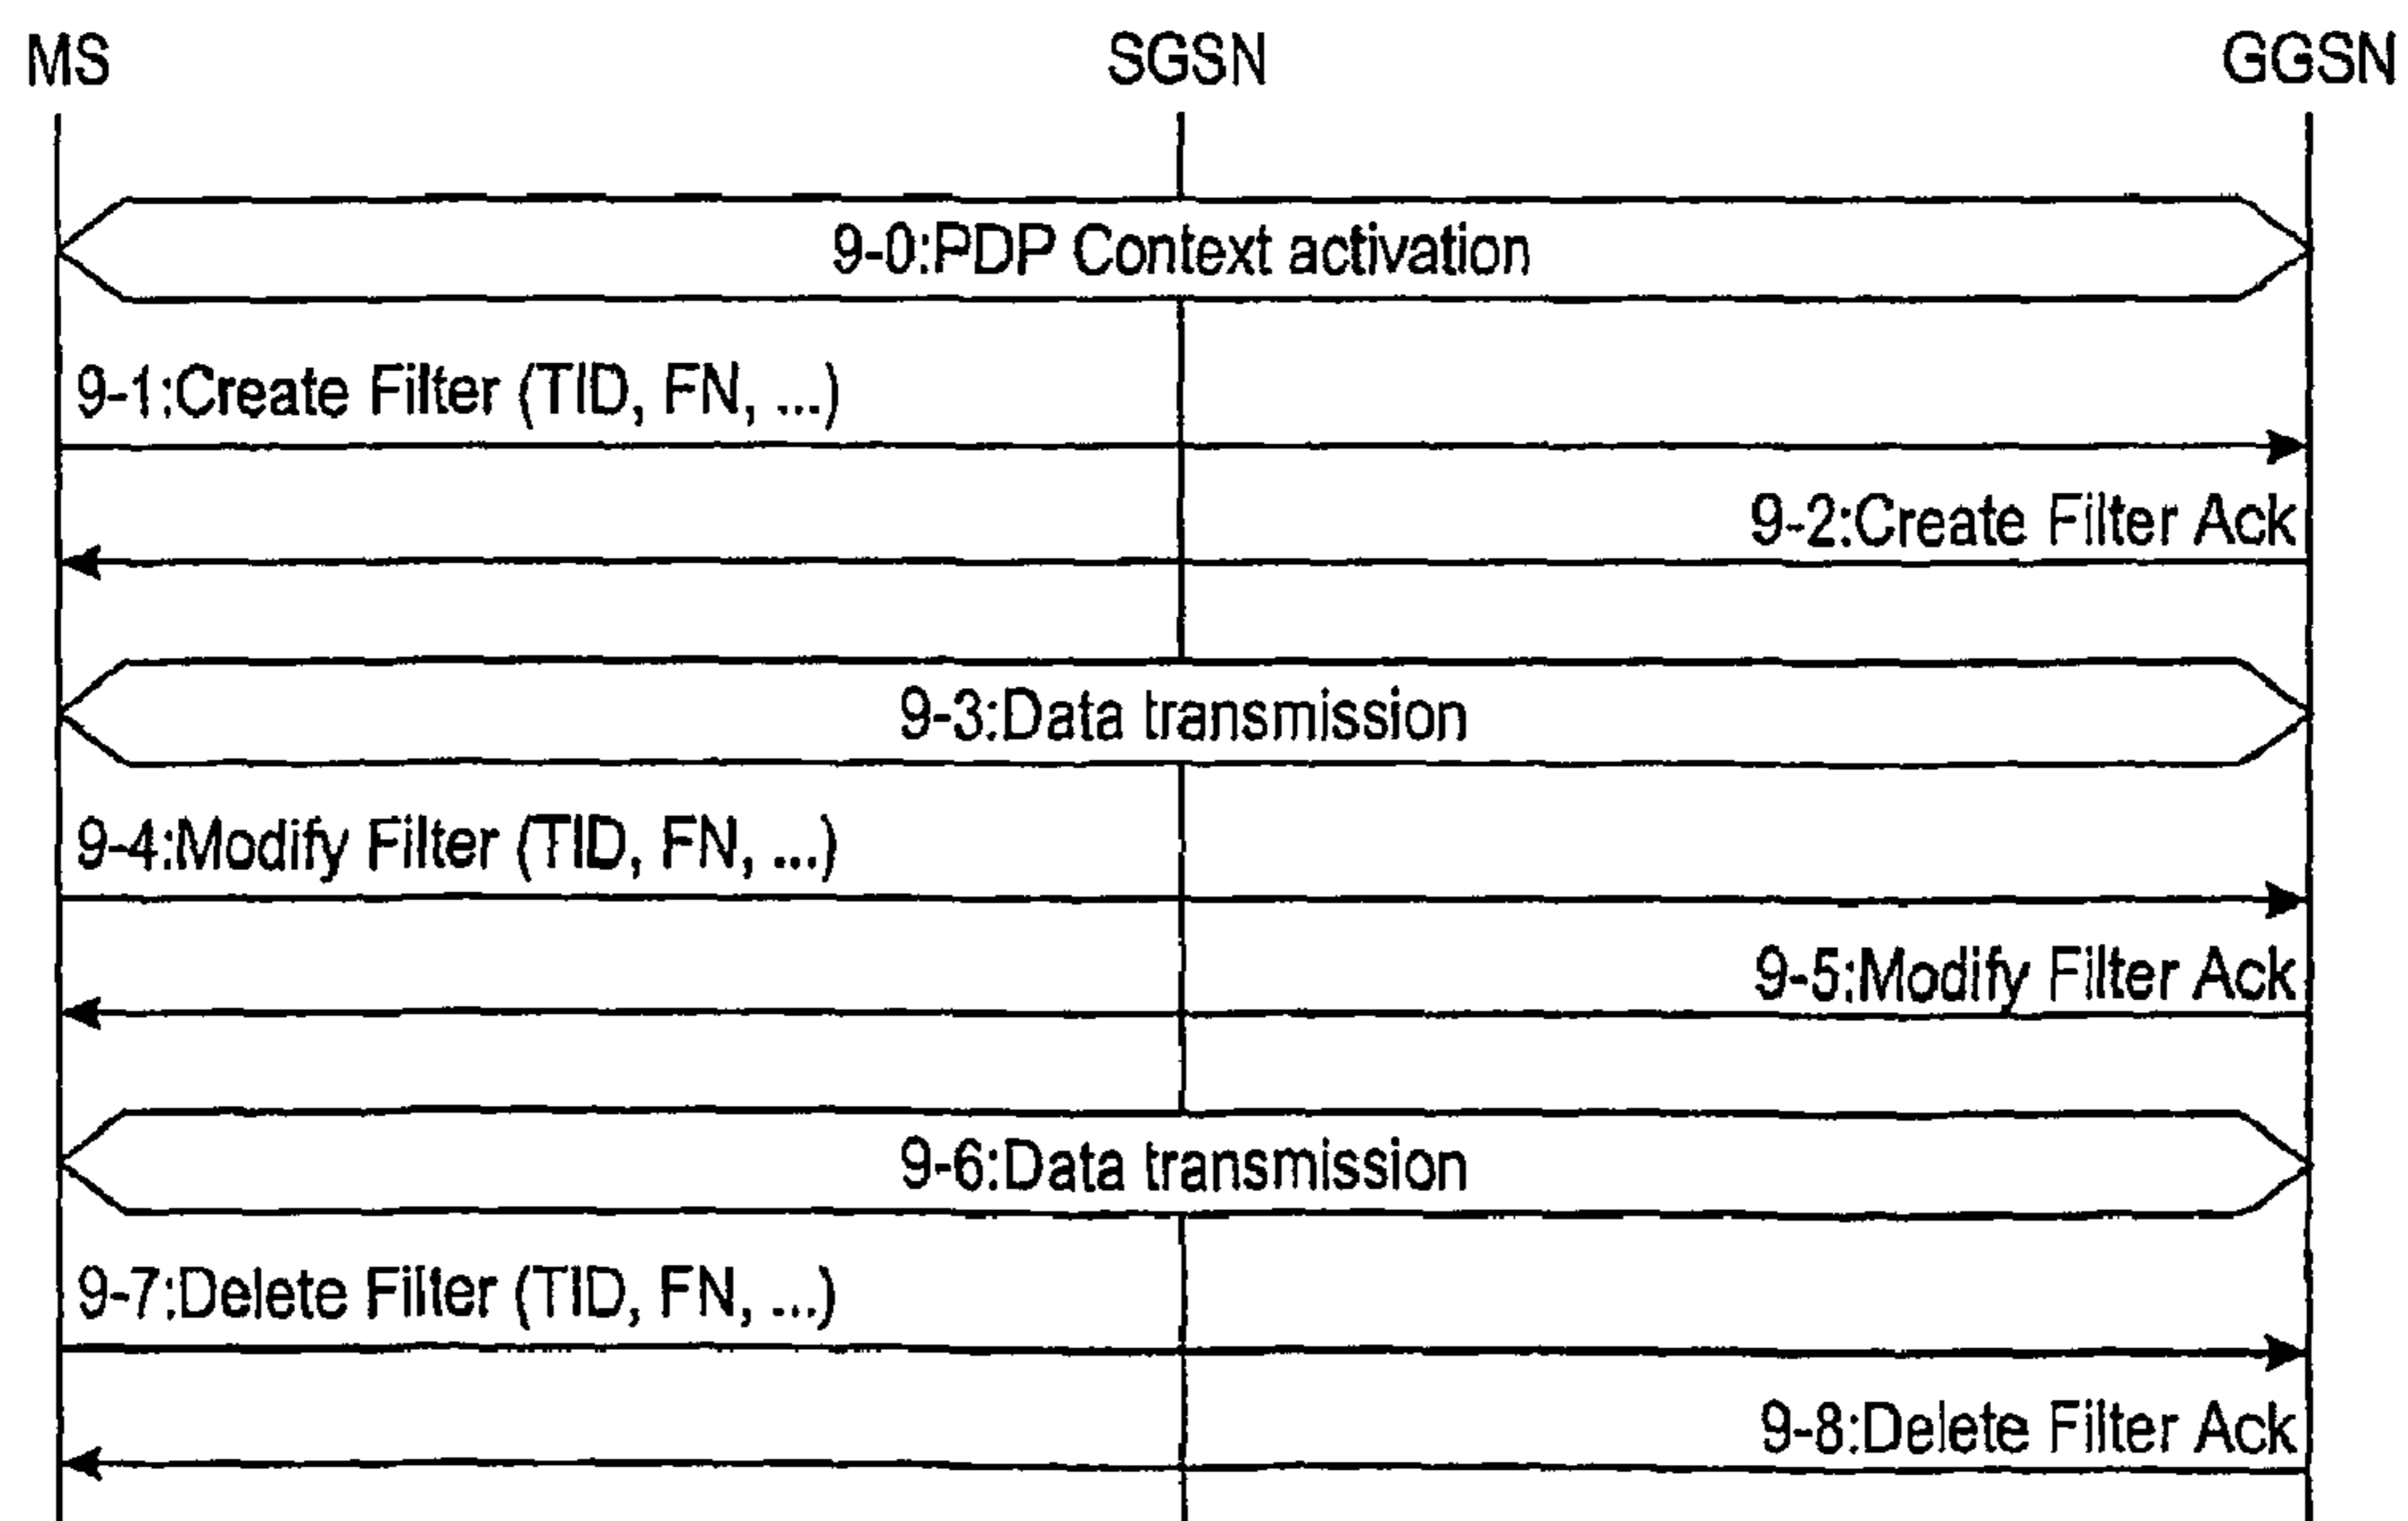 MS SGSN GGSN
9-0:PDP Context activation
9-1:Create Filter (TID, FN, ...)
9-2:Create Filter Ack
9-3:Data transmission
9-4:Modify Filter (TID, FN, ...)
9-5:Modify Filter Ack
9-6:Data transmission
9-7:Delete Filter (TID, FN, ...)
9-8:Delete Filter Ack